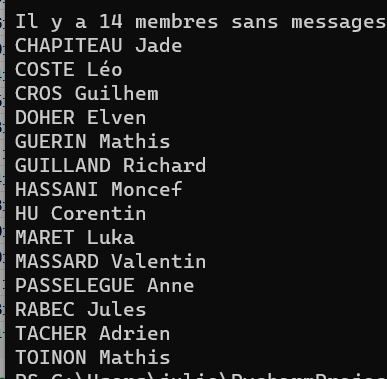 Il y a 14 membres sans messages
CHAPITEAU Jade
COSTE Léo
CROS Guilhem
DOHER Elven
GUERIN Mathis
GUILLAND Richard
HASSANI Moncef
HU Corentin
MARET Luka
MASSARD Valentin
PASSELEGUE Anne
RABEC Jules
TACHER Adrien
TOINON Mathis